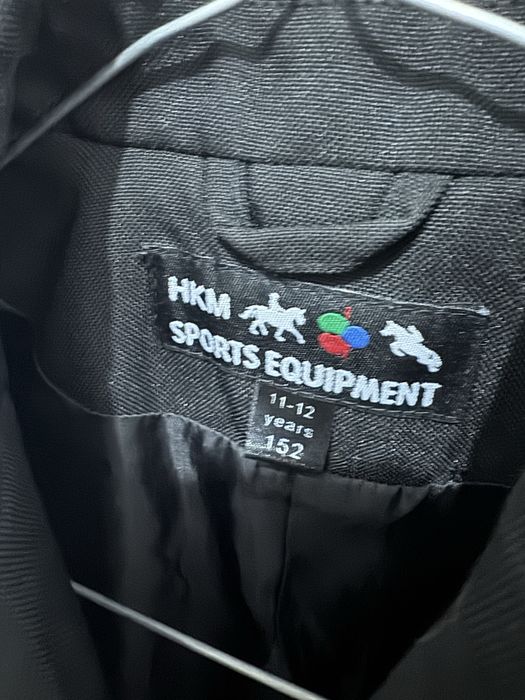 HKM
SPORTS EQUIPMENT
11-12
years
152